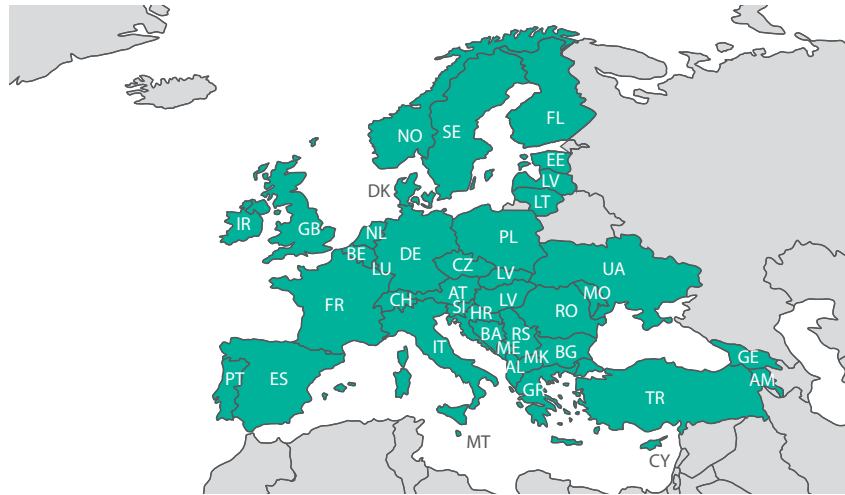 FL
NO
SE
EE
LV
DK
LT
IR
GB
NL
PL
BE
DE
LU
CZ
LV
UA
AT
CH
LV
MO
SI
FR
HR
RO
BA
RS
IT
ME
MK
BG
GE
AL
PT
ES
AM
GR
TR
MT
CY